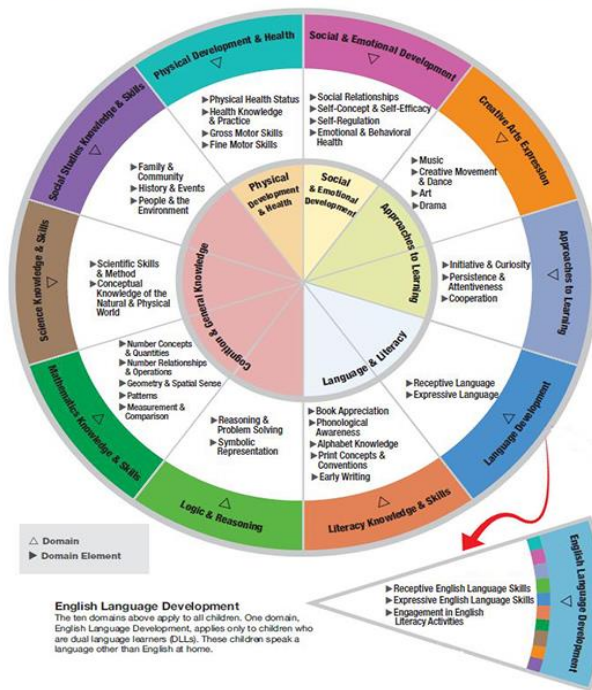 Physical Development & Health
▶ Physical Health Status
▶ Health Knowledge
& Practice
▶ Gross Motor Skills
▶ Fine Motor Skills
Social & Emotional Development
▶ Social Relationships
▶ Self-Concept & Self-Efficacy
▶ Self-Regulation
▶ Emotional & Behavioral
Health
Creative Arts Expression
▶ Music
▶ Creative Movement
& Dance
▶ Art
▶ Drama
Approaches to Learning
▶ Initiative & Curiosity
▶ Persistence &
Attentiveness
▶ Cooperation
Language Development
▶ Receptive Language
▶ Expressive Language
Literacy Knowledge & Skills
▶ Book Appreciation
▶ Phonological
Awareness
▶ Alphabet Knowledge
▶ Print Concepts &
Conventions
▶ Early Writing
Logic & Reasoning
▶ Reasoning &
Problem Solving
▶ Symbolic
Representation
Mathematics Knowledge & Skills
▶ Number Concepts
& Quantities
▶ Number Relationships
& Operations
▶ Geometry & Spatial Sense
▶ Patterns
▶ Measurement &
Comparison
Science Knowledge & Skills
▶ Scientific Skills
& Method
▶ Conceptual
Knowledge of the
Natural & Physical
World
Social Studies Knowledge & Skills
▶ Family &
Community
▶ History & Events
▶ People & the
Environment
Physical
Development
& Health
Social
& Emotional
Development
Approaches to Learning
Language & Literacy
Cognition & General Knowledge
△ Domain
▶ Domain Element
English Language Development
The ten domains above apply to all children. One domain,
English Language Development, applies only to children who
are dual language learners (DLLs). These children speak a
language other than English at home.
▶ Receptive English Language Skills
▶ Expressive English Language Skills
▶ Engagement in English
Literacy Activities
English Language Development